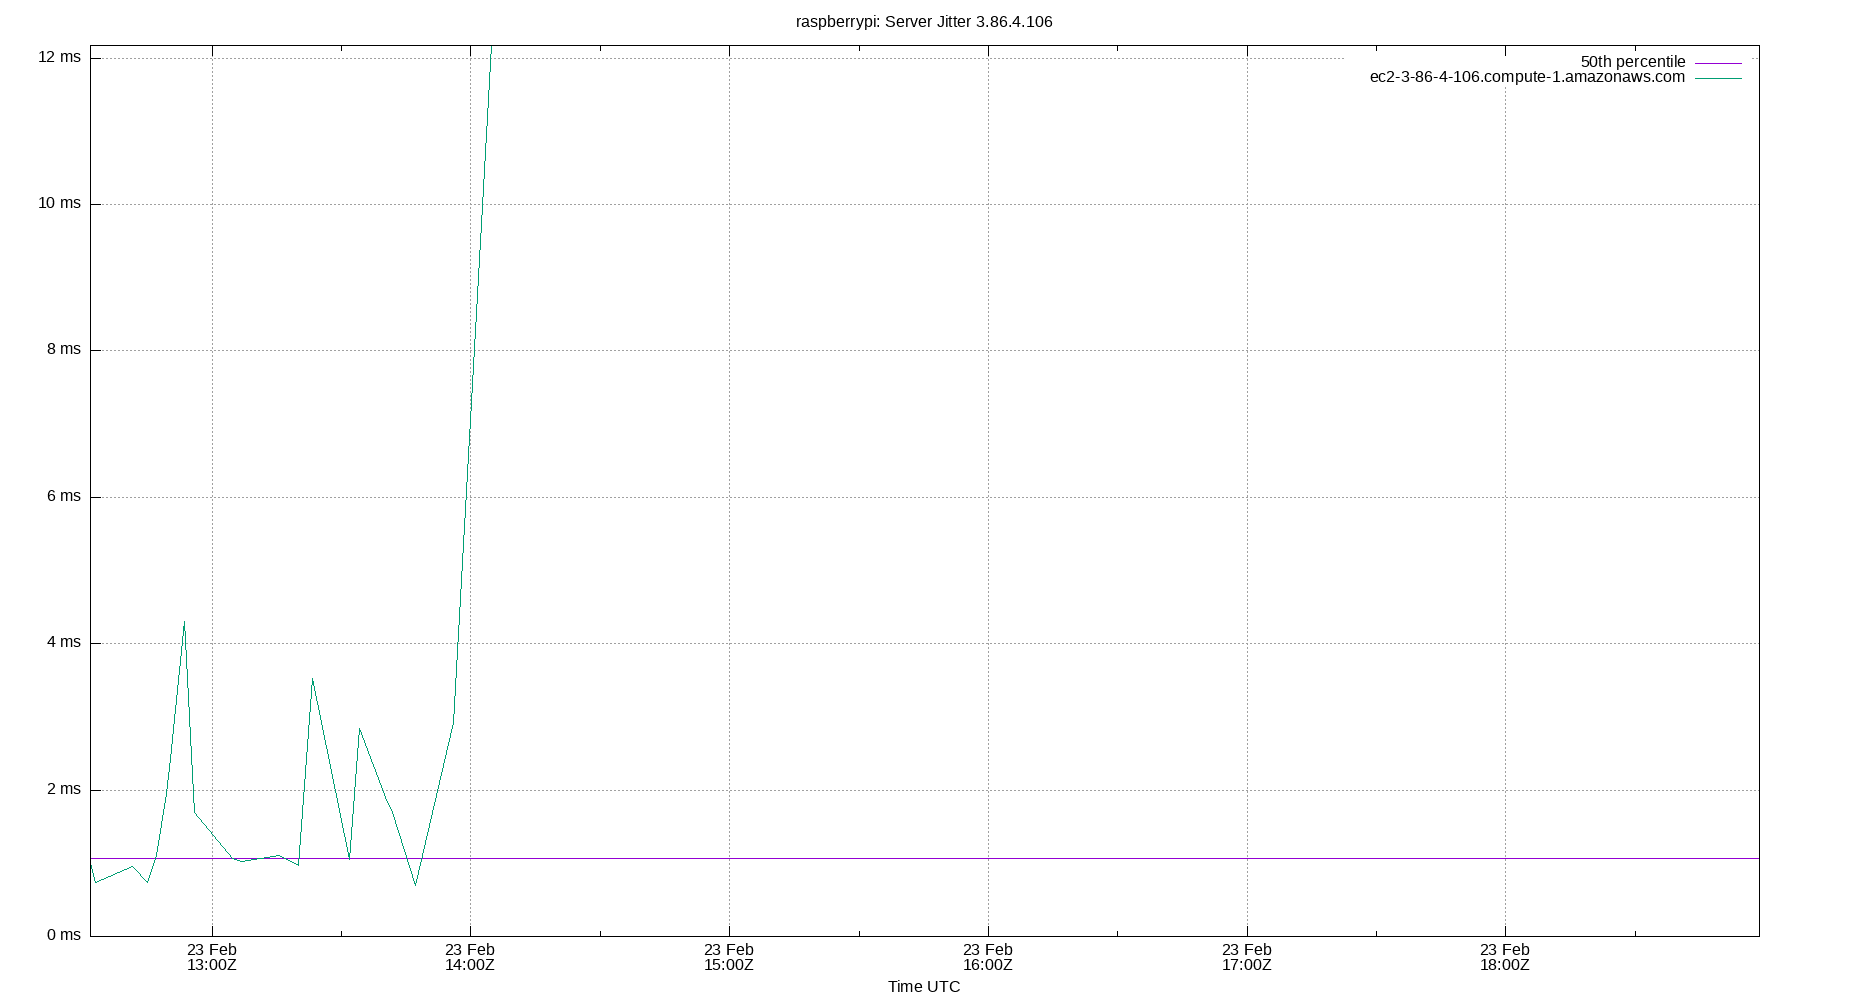 raspberrypi: Server Jitter 3.86.4.106
12 ms
10 ms
8 ms
6 ms
4 ms
2 ms
0 ms
50th percentile
ec2-3-86-4-106.compute-1.amazonaws.com
23 Feb 23 Feb 23 Feb 23 Feb 23 Feb 23 Feb
13:00Z 14:00Z 15:00Z 16:00Z 17:00Z 18:00Z
Time UTC